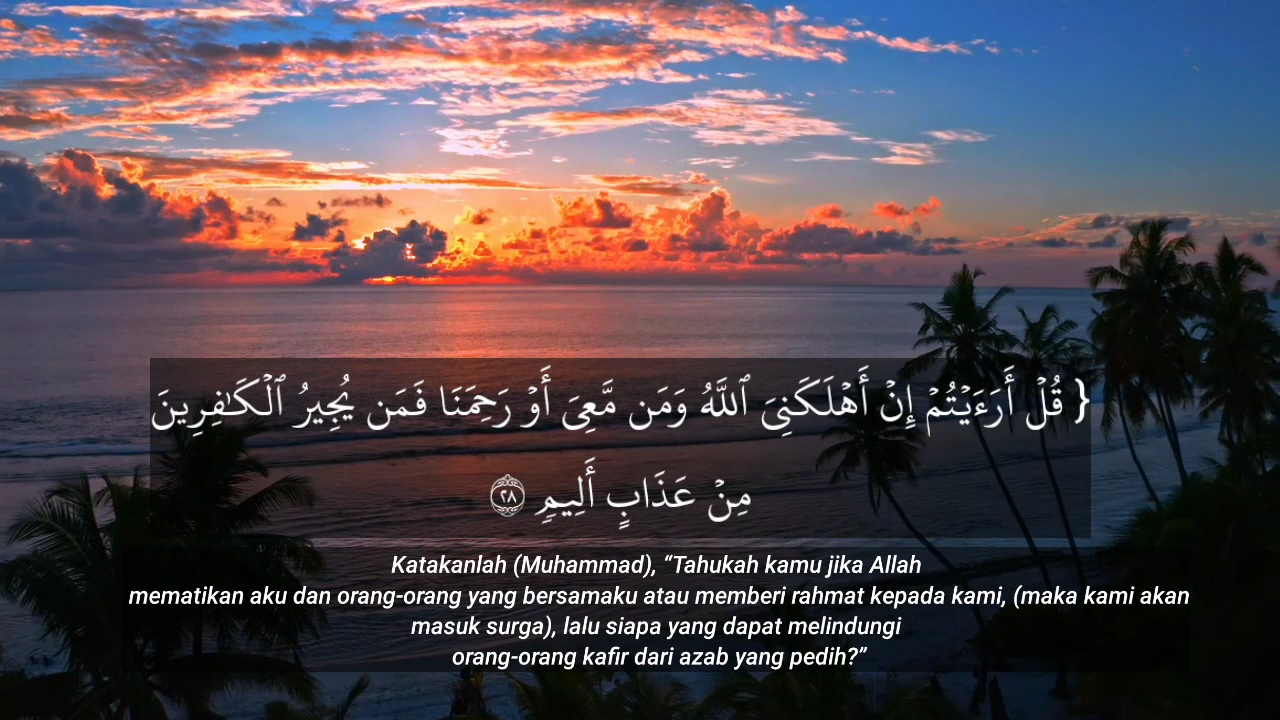 ﴿ قُلۡ أَرَءَيۡتُمۡ إِنۡ أَهۡلَكَنِيَ ٱللَّهُ وَمَن مَّعِيَ أَوۡ رَحِمَنَا فَمَن يُجِيرُ ٱلۡكَٰفِرِينَ
مِنۡ عَذَابٍ أَلِيمٖ ٢٨
Katakanlah (Muhammad), “Tahukah kamu jika Allah
mematikan aku dan orang-orang yang bersamaku atau memberi rahmat kepada kami, (maka kami akan
masuk surga), lalu siapa yang dapat melindungi
orang-orang kafir dari azab yang pedih?”